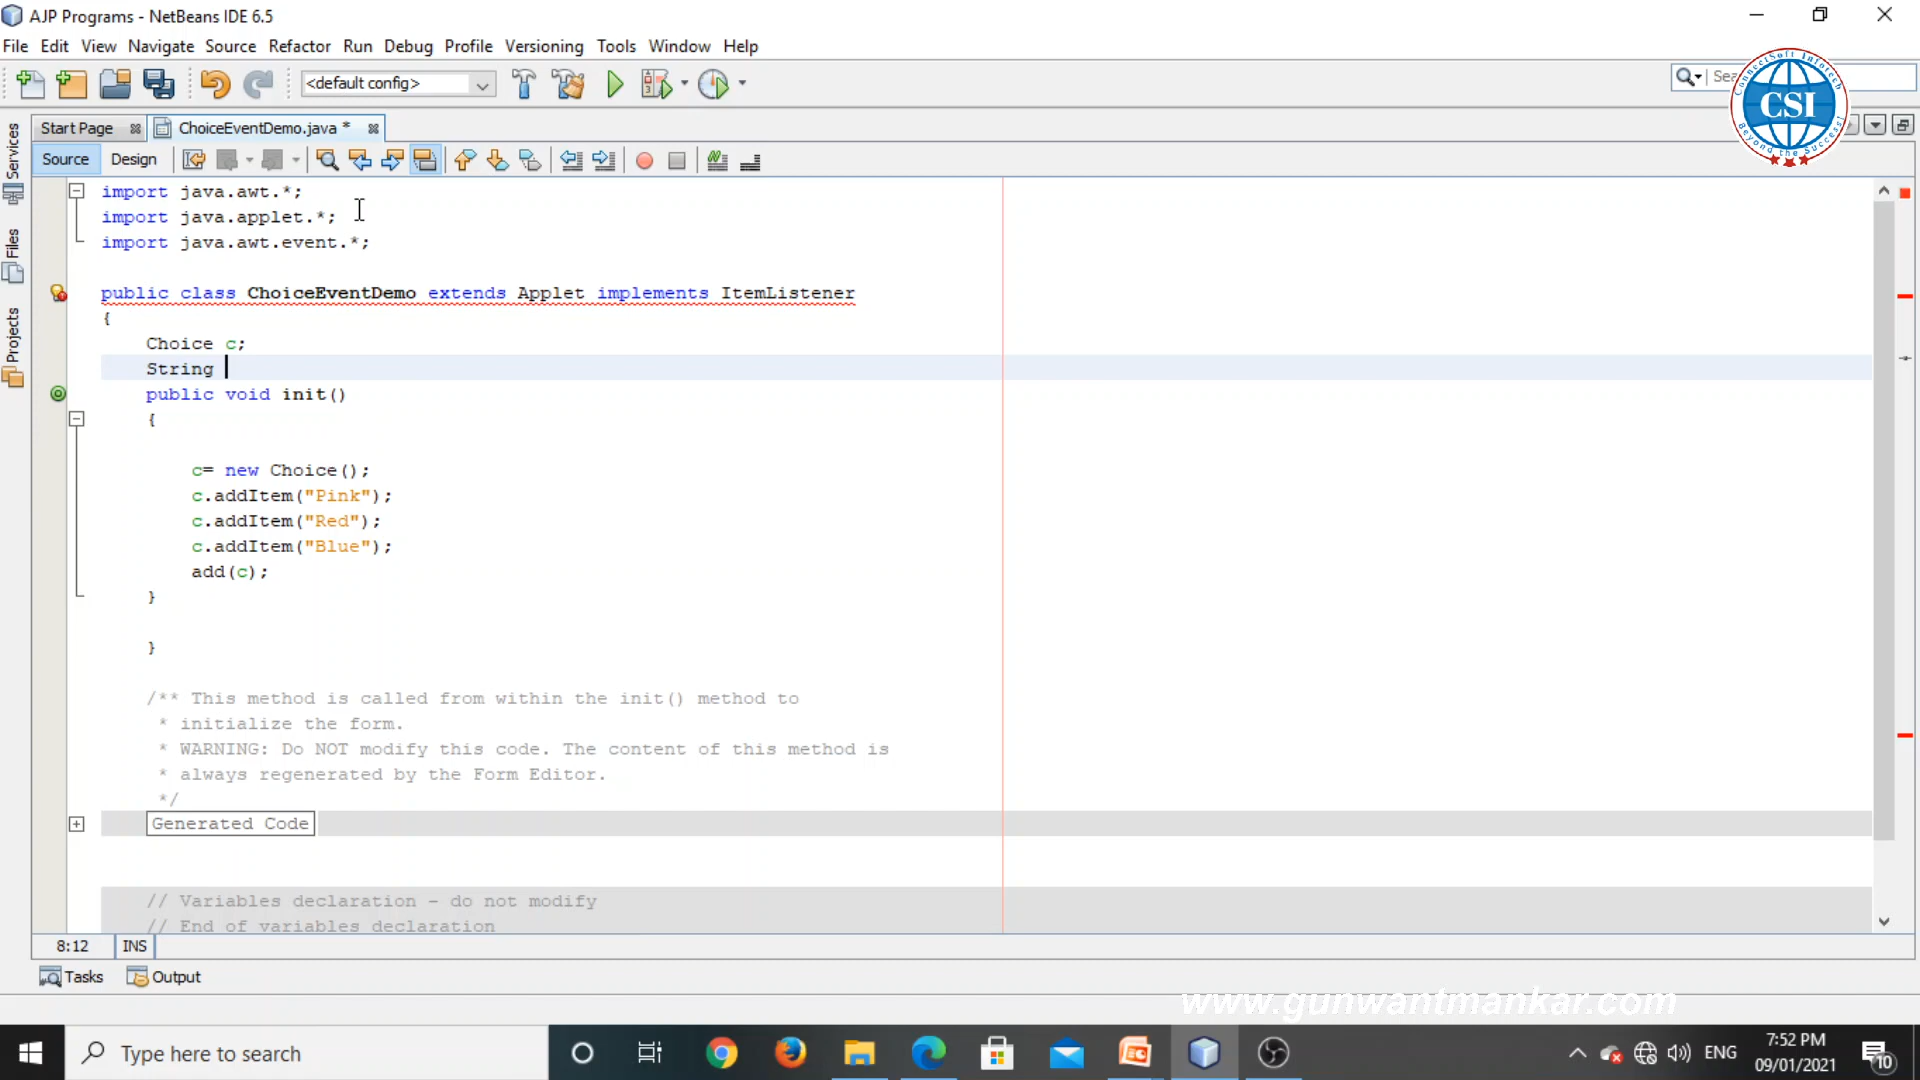 AJP Programs - NetBeans IDE 6.5
File Edit View Navigate Source Refactor Run Debug Profile Versioning Tools Window Help
<default config>
ConnectSoft Infotech
CSI
Beyond the Success!
Start Page
ChoiceEventDemo.java *
Source Design
Services
Files
Projects
import java.awt.*;
import java.applet.*;
import java.awt.event.*;
public class ChoiceEventDemo extends Applet implements ItemListener
{
Choice c;
String
public void init()
{
c= new Choice();
c.addItem("Pink");
c.addItem("Red");
c.addItem("Blue");
add(c);
}
}
/** This method is called from within the init() method to
* initialize the form.
* WARNING: Do NOT modify this code. The content of this method is
* always regenerated by the Form Editor.
*/
Generated Code
// Variables declaration - do not modify
// End of variables declaration
8:12 INS
Tasks Output
www.gunwantmankar.com
Type here to search
ENG
7:52 PM
09/01/2021
10